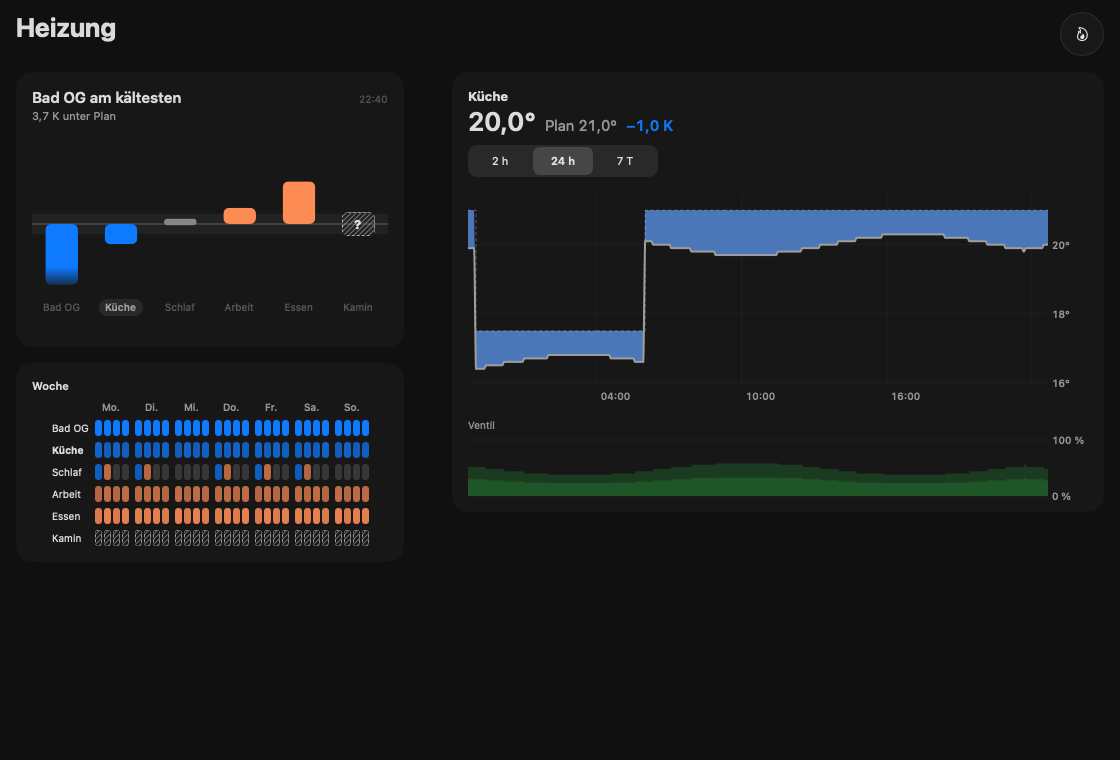 Heizung
Bad OG am kältesten
22:40
3,7 K unter Plan
?
Bad OG Küche Schlaf Arbeit Essen Kamin
Woche
Mo. Di. Mi. Do. Fr. Sa. So.
Bad OG
Küche
Schlaf
Arbeit
Essen
Kamin
Küche
20,0° Plan 21,0° −1,0 K
2 h 24 h 7 T
20°
18°
16°
04:00 10:00 16:00
Ventil
100 %
0 %